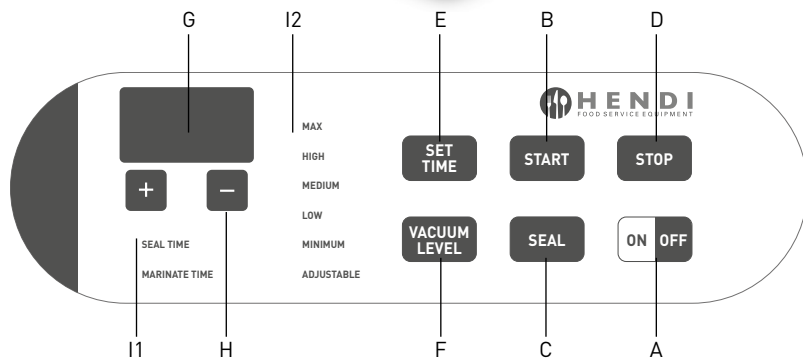 G
I2
E
B
D
HENDI
FOOD SERVICE EQUIPMENT
MAX
HIGH
MEDIUM
LOW
MINIMUM
ADJUSTABLE
+
−
SEAL TIME
MARINATE TIME
SET
TIME
START
STOP
VACUUM
LEVEL
SEAL
ON OFF
I1
H
F
C
A